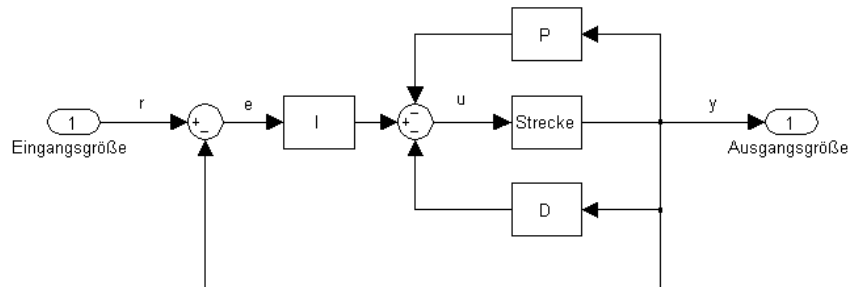 P
r
e
u
y
1
I
+
−
+
−
−
Strecke
1
Eingangsgröße
Ausgangsgröße
D